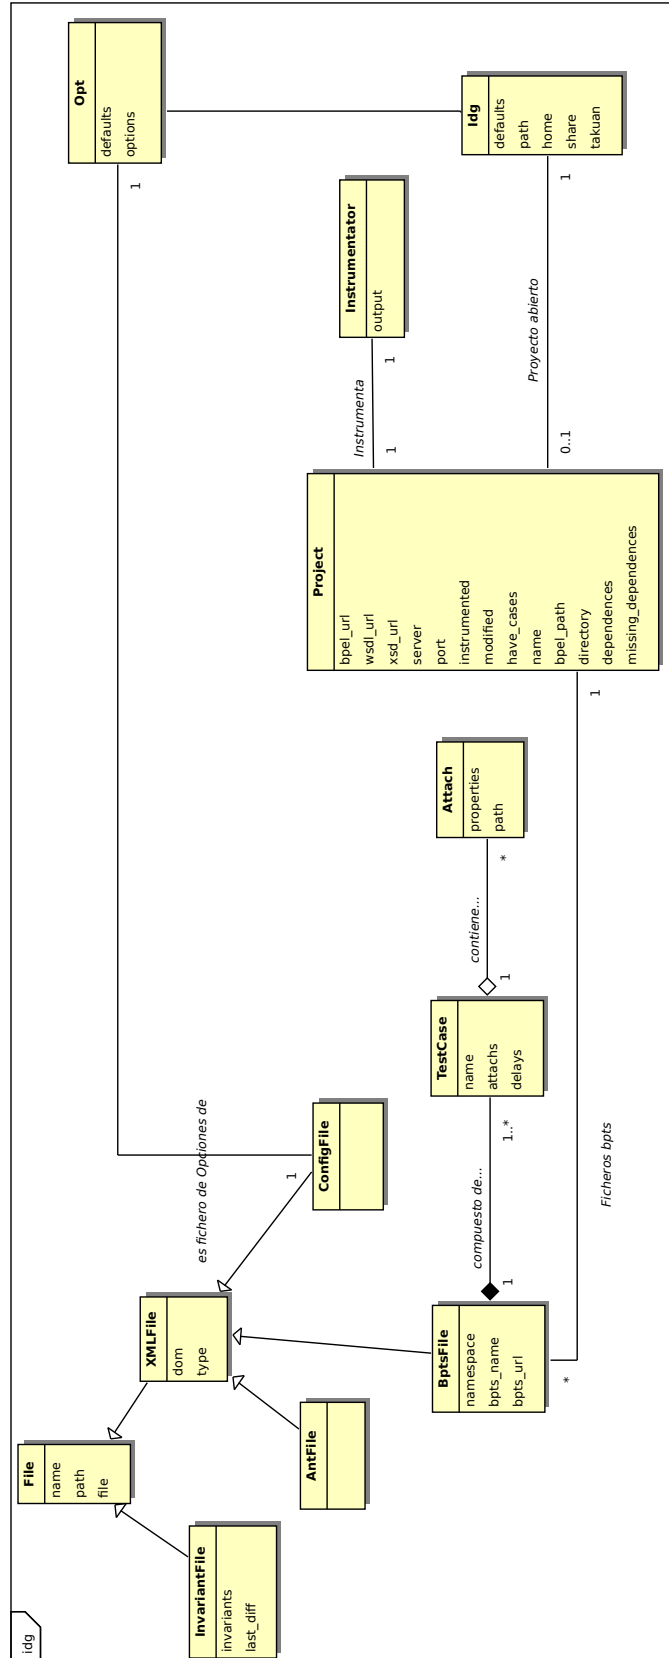 idg
File
name
path
file
InvariantFile
invariants
last_diff
XMLFile
dom
type
AntFile
ConfigFile
1
es fichero de Opciones de
1
Opt
defaults
options
BptsFile
namespace
bpts_name
bpts_url
1
compuesto de...
1..*
TestCase
name
attachs
delays
1
contiene...
*
Attach
properties
path
*
Ficheros bpts
1
Project
bpel_url
wsdl_url
xsd_url
server
port
instrumented
modified
have_cases
name
bpel_path
directory
dependences
missing_dependences
1
Instrumenta
1
Instrumentator
output
0..1
Proyecto abierto
1
Idg
defaults
path
home
share
takuan